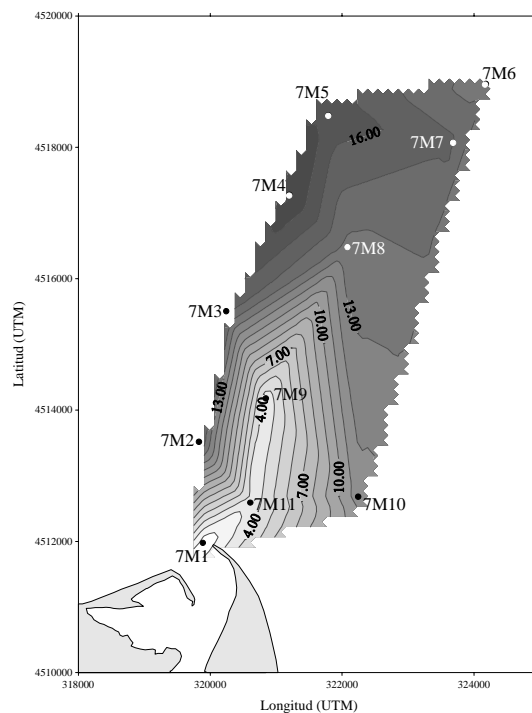 4520000
7M6
7M5
16.00
7M7
4518000
7M4
7M8
4516000
13.00
7M3
10.00
Latitud (UTM)
7.00
13.00
4.00
7M9
4514000
7M2
7.00
10.00
7M11
7M10
4.00
4512000
7M1
4510000
318000
320000
322000
324000
Longitud (UTM)